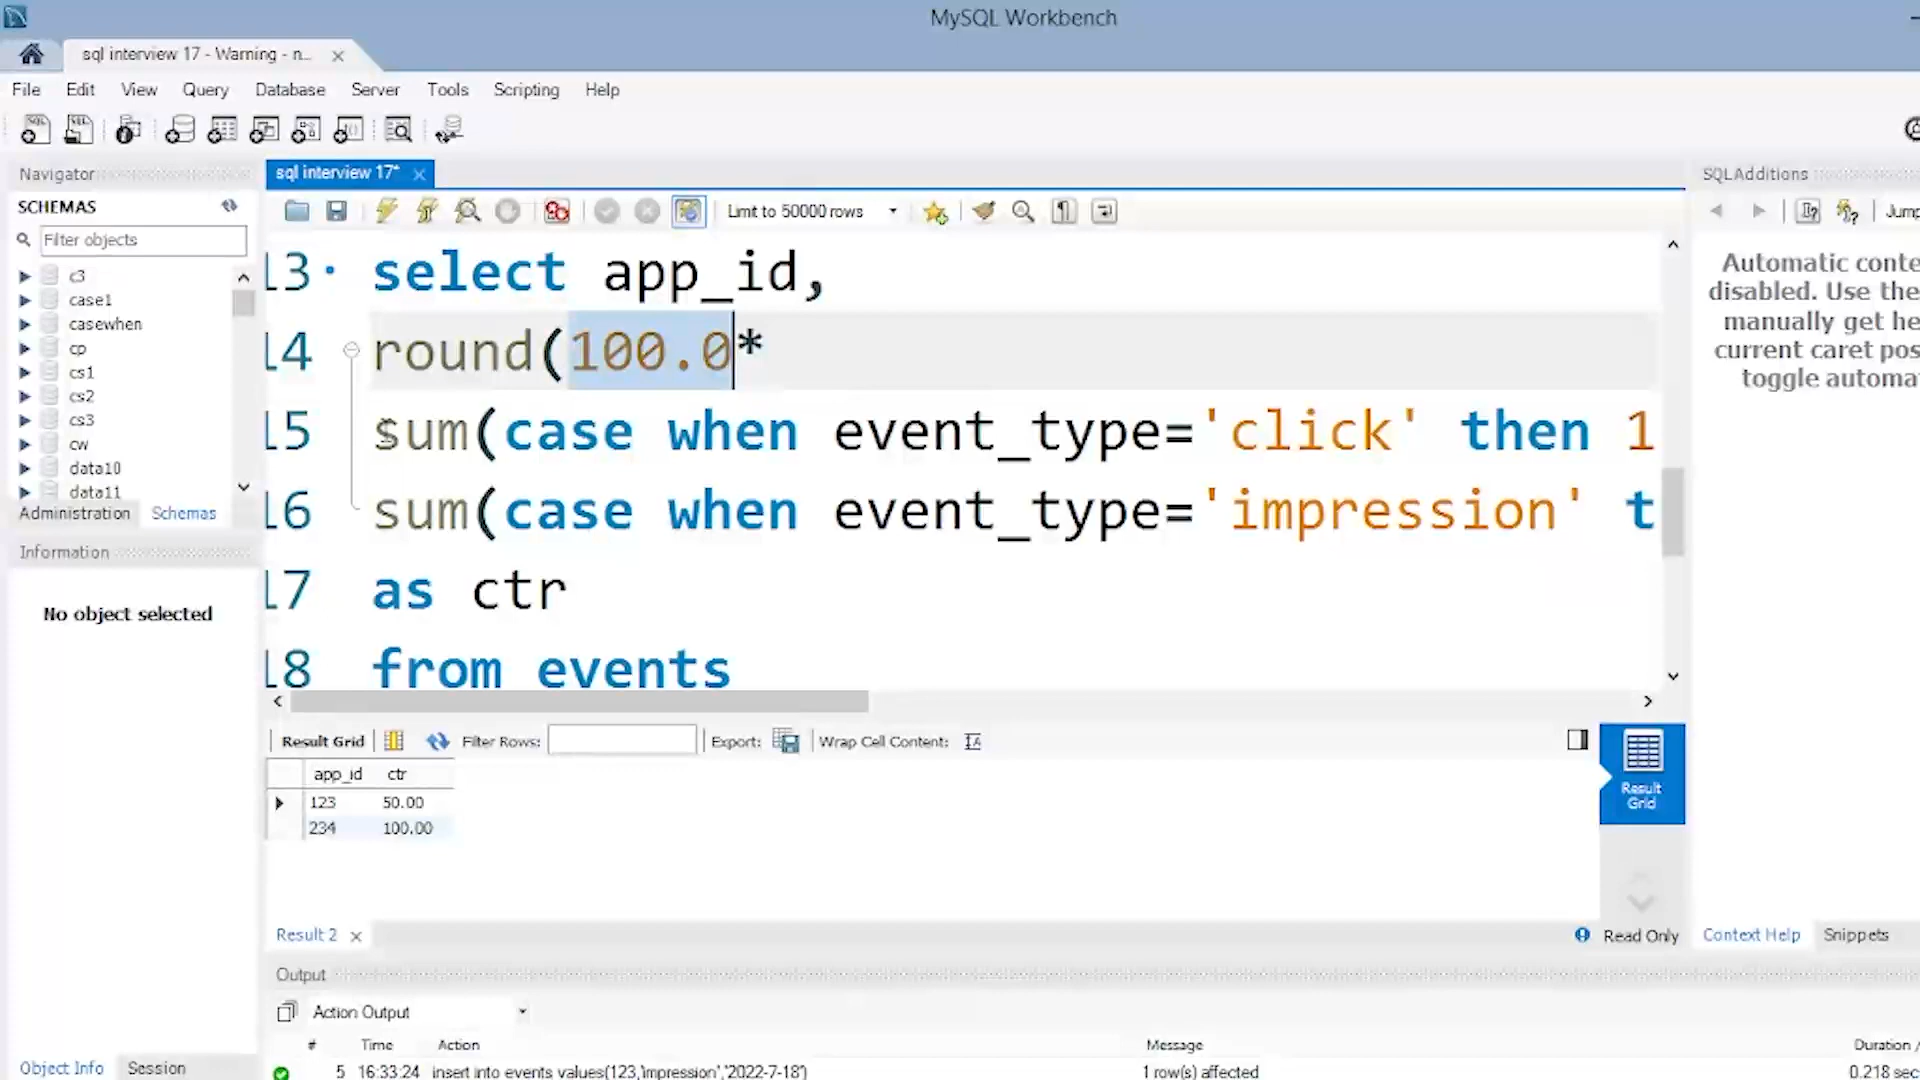 MySQL Workbench
sql interview 17 - Warning - n...
File Edit View Query Database Server Tools Scripting Help
Navigator
SCHEMAS
Filter objects
c3
case1
casewhen
cp
cs1
cs2
cs3
cw
data10
data11
Administration Schemas
Information
No object selected
Object Info Session
sql interview 17*
Limit to 50000 rows
13 select app_id,
14 round(100.0*
15 sum(case when event_type='click' then 1
16 sum(case when event_type='impression' t
17 as ctr
18 from events
Result Grid Filter Rows: Export: Wrap Cell Content:
app_id ctr
123 50.00
234 100.00
Result Grid
Result 2
Read Only
Output
Action Output
# Time Action Message Duration /
5 16:33:24 insert into events values(123,'impression','2022-7-18') 1 row(s) affected 0.218 sec
SQLAdditions
Jump
Automatic conte
disabled. Use the
manually get he
current caret pos
toggle automa
Context Help Snippets